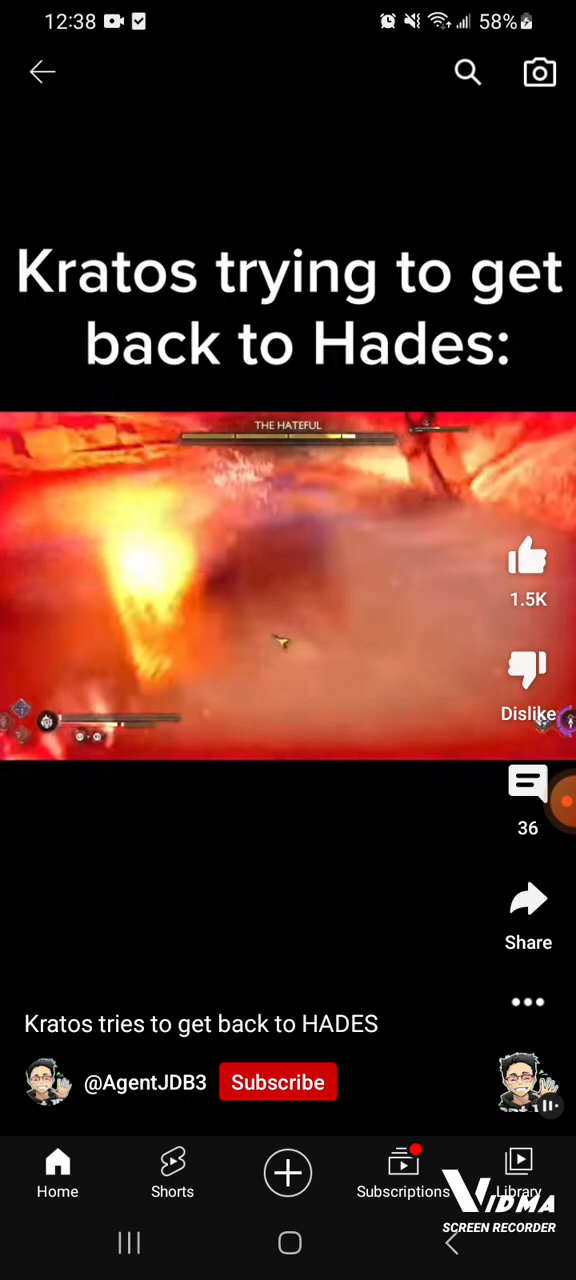 12:38
58%
Kratos trying to get
back to Hades:
THE HATEFUL
1.5K
Dislike
36
Share
Kratos tries to get back to HADES
@AgentJDB3
Subscribe
Home
Shorts
Subscriptions
Library
VIDMA
SCREEN RECORDER